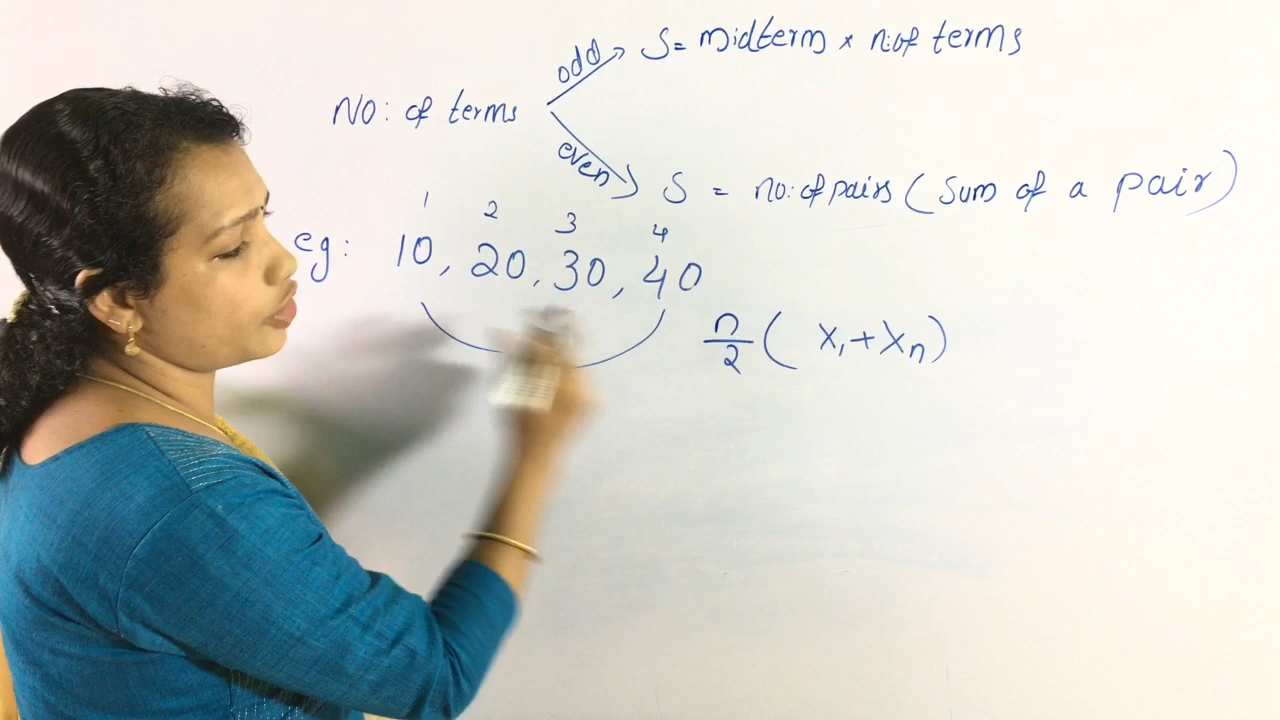 odd S = midterm × n:of terms
NO: of terms
even S = no: of pairs ( Sum of a pair )
1 2 3 4
eg: 10, 20, 30, 40
n/2 ( x₁ + xₙ )